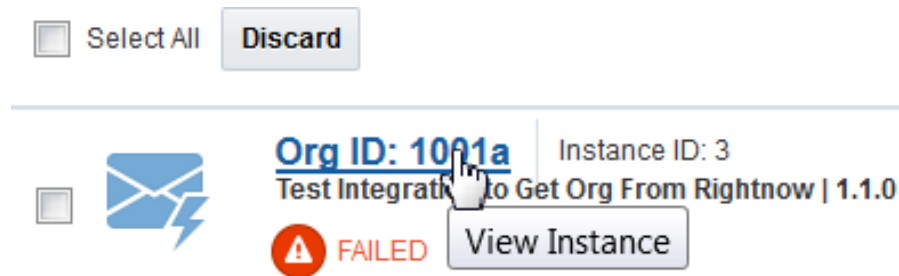 Select All Discard
Org ID: 1001a Instance ID: 3
Test Integration to Get Org From Rightnow | 1.1.0
FAILED View Instance